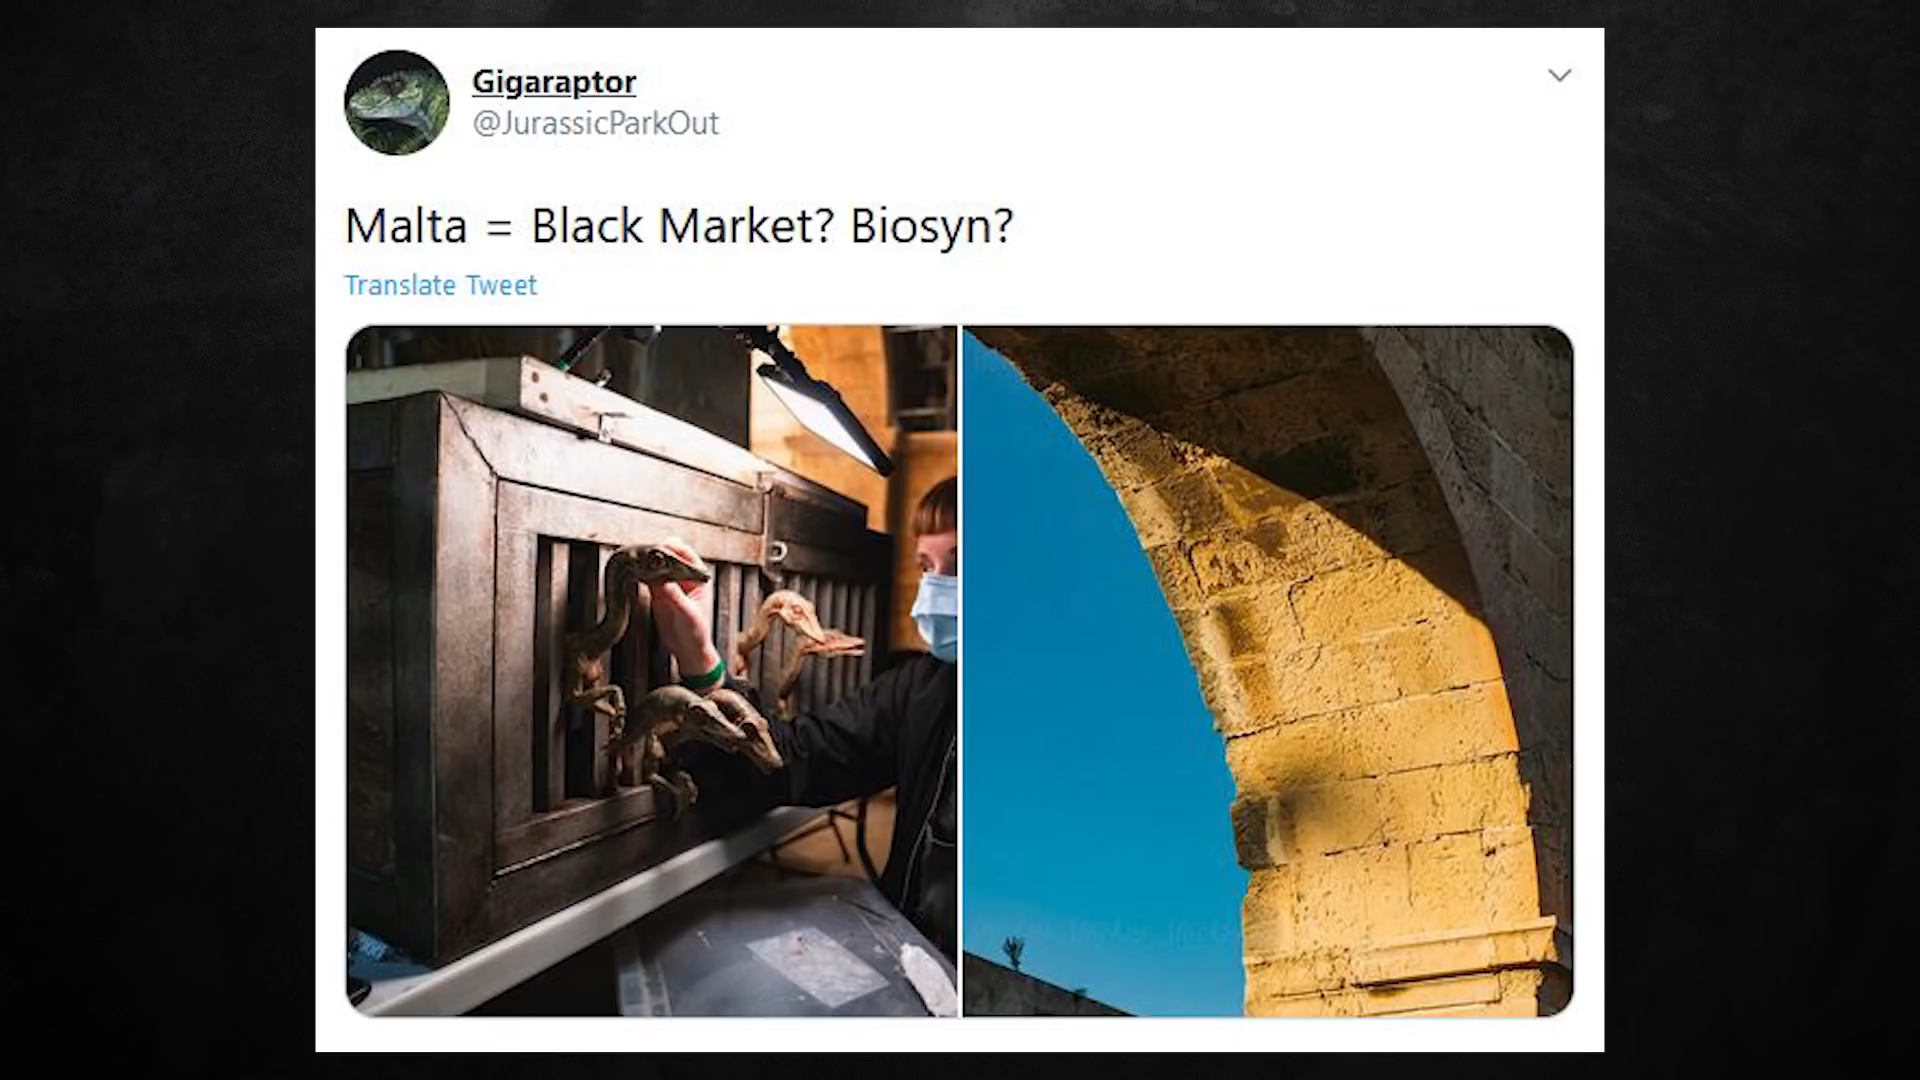 Gigaraptor
@JurassicParkOut
Malta = Black Market? Biosyn?
Translate Tweet